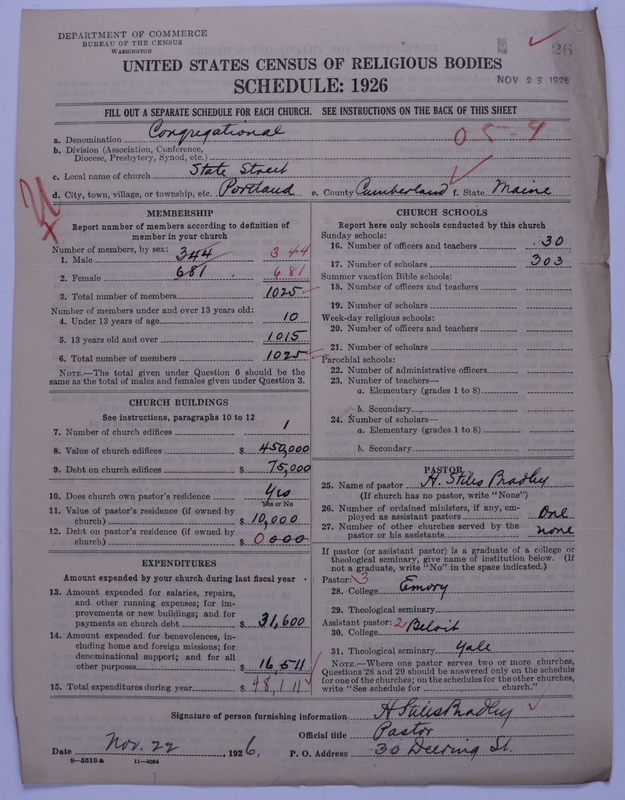 DEPARTMENT OF COMMERCE
BUREAU OF THE CENSUS
WASHINGTON
26
UNITED STATES CENSUS OF RELIGIOUS BODIES
NOV 23 1926
SCHEDULE: 1926
FILL OUT A SEPARATE SCHEDULE FOR EACH CHURCH. SEE INSTRUCTIONS ON THE BACK OF THIS SHEET
a. Denomination Congregational
0 5-4
b. Division (Association, Conference,
Diocese, Presbytery, Synod, etc.)
c. Local name of church State Street
d. City, town, village, or township, etc. Portland e. County Cumberland f. State Maine
MEMBERSHIP
Report number of members according to definition of
member in your church
Number of members, by sex:
1. Male 344 344
2. Female 681 681
3. Total number of members 1025
Number of members under and over 13 years old:
4. Under 13 years of age 10
5. 13 years old and over 1015
6. Total number of members 1025
NOTE.—The total given under Question 6 should be
the same as the total of males and females given under Question 3.
CHURCH BUILDINGS
See instructions, paragraphs 10 to 12
7. Number of church edifices 1
8. Value of church edifices $ 450,000
9. Debt on church edifices $ 75,000
10. Does church own pastor's residence Yes
Yes or No
11. Value of pastor's residence (if owned by
church) $ 10,000
12. Debt on pastor's residence (if owned by
church) $ 0000
EXPENDITURES
Amount expended by your church during last fiscal year
13. Amount expended for salaries, repairs,
and other running expenses; for im-
provements or new buildings; and for
payments on church debt $ 31,600
14. Amount expended for benevolences, in-
cluding home and foreign missions; for
denominational support; and for all
other purposes $ 16,511
15. Total expenditures during year $ 48,111
CHURCH SCHOOLS
Report here only schools conducted by this church
Sunday schools:
16. Number of officers and teachers 30
17. Number of scholars 303
Summer vacation Bible schools:
18. Number of officers and teachers
19. Number of scholars
Week-day religious schools:
20. Number of officers and teachers
21. Number of scholars
Parochial schools:
22. Number of administrative officers
23. Number of teachers—
a. Elementary (grades 1 to 8)
b. Secondary
24. Number of scholars—
a. Elementary (grades 1 to 8)
b. Secondary
PASTOR
25. Name of pastor H. Stiles Bradley
(If church has no pastor, write "None")
26. Number of ordained ministers, if any, em-
ployed as assistant pastors One
27. Number of other churches served by the
pastor or his assistants none
If pastor (or assistant pastor) is a graduate of a college or
theological seminary, give name of institution below. (If
not a graduate, write "No" in the space indicated.)
Pastor: 3
28. College Emory
29. Theological seminary
Assistant pastor: 2
30. College Beloit
31. Theological seminary Yale
NOTE.—Where one pastor serves two or more churches,
Questions 28 and 29 should be answered only on the schedule
for one of the churches; on the schedules for the other churches,
write "See schedule for church."
Signature of person furnishing information H Stiles Bradley
Official title Pastor
Date Nov. 22, 1926. P. O. Address 30 Deering St.
8-5518a 11-9054